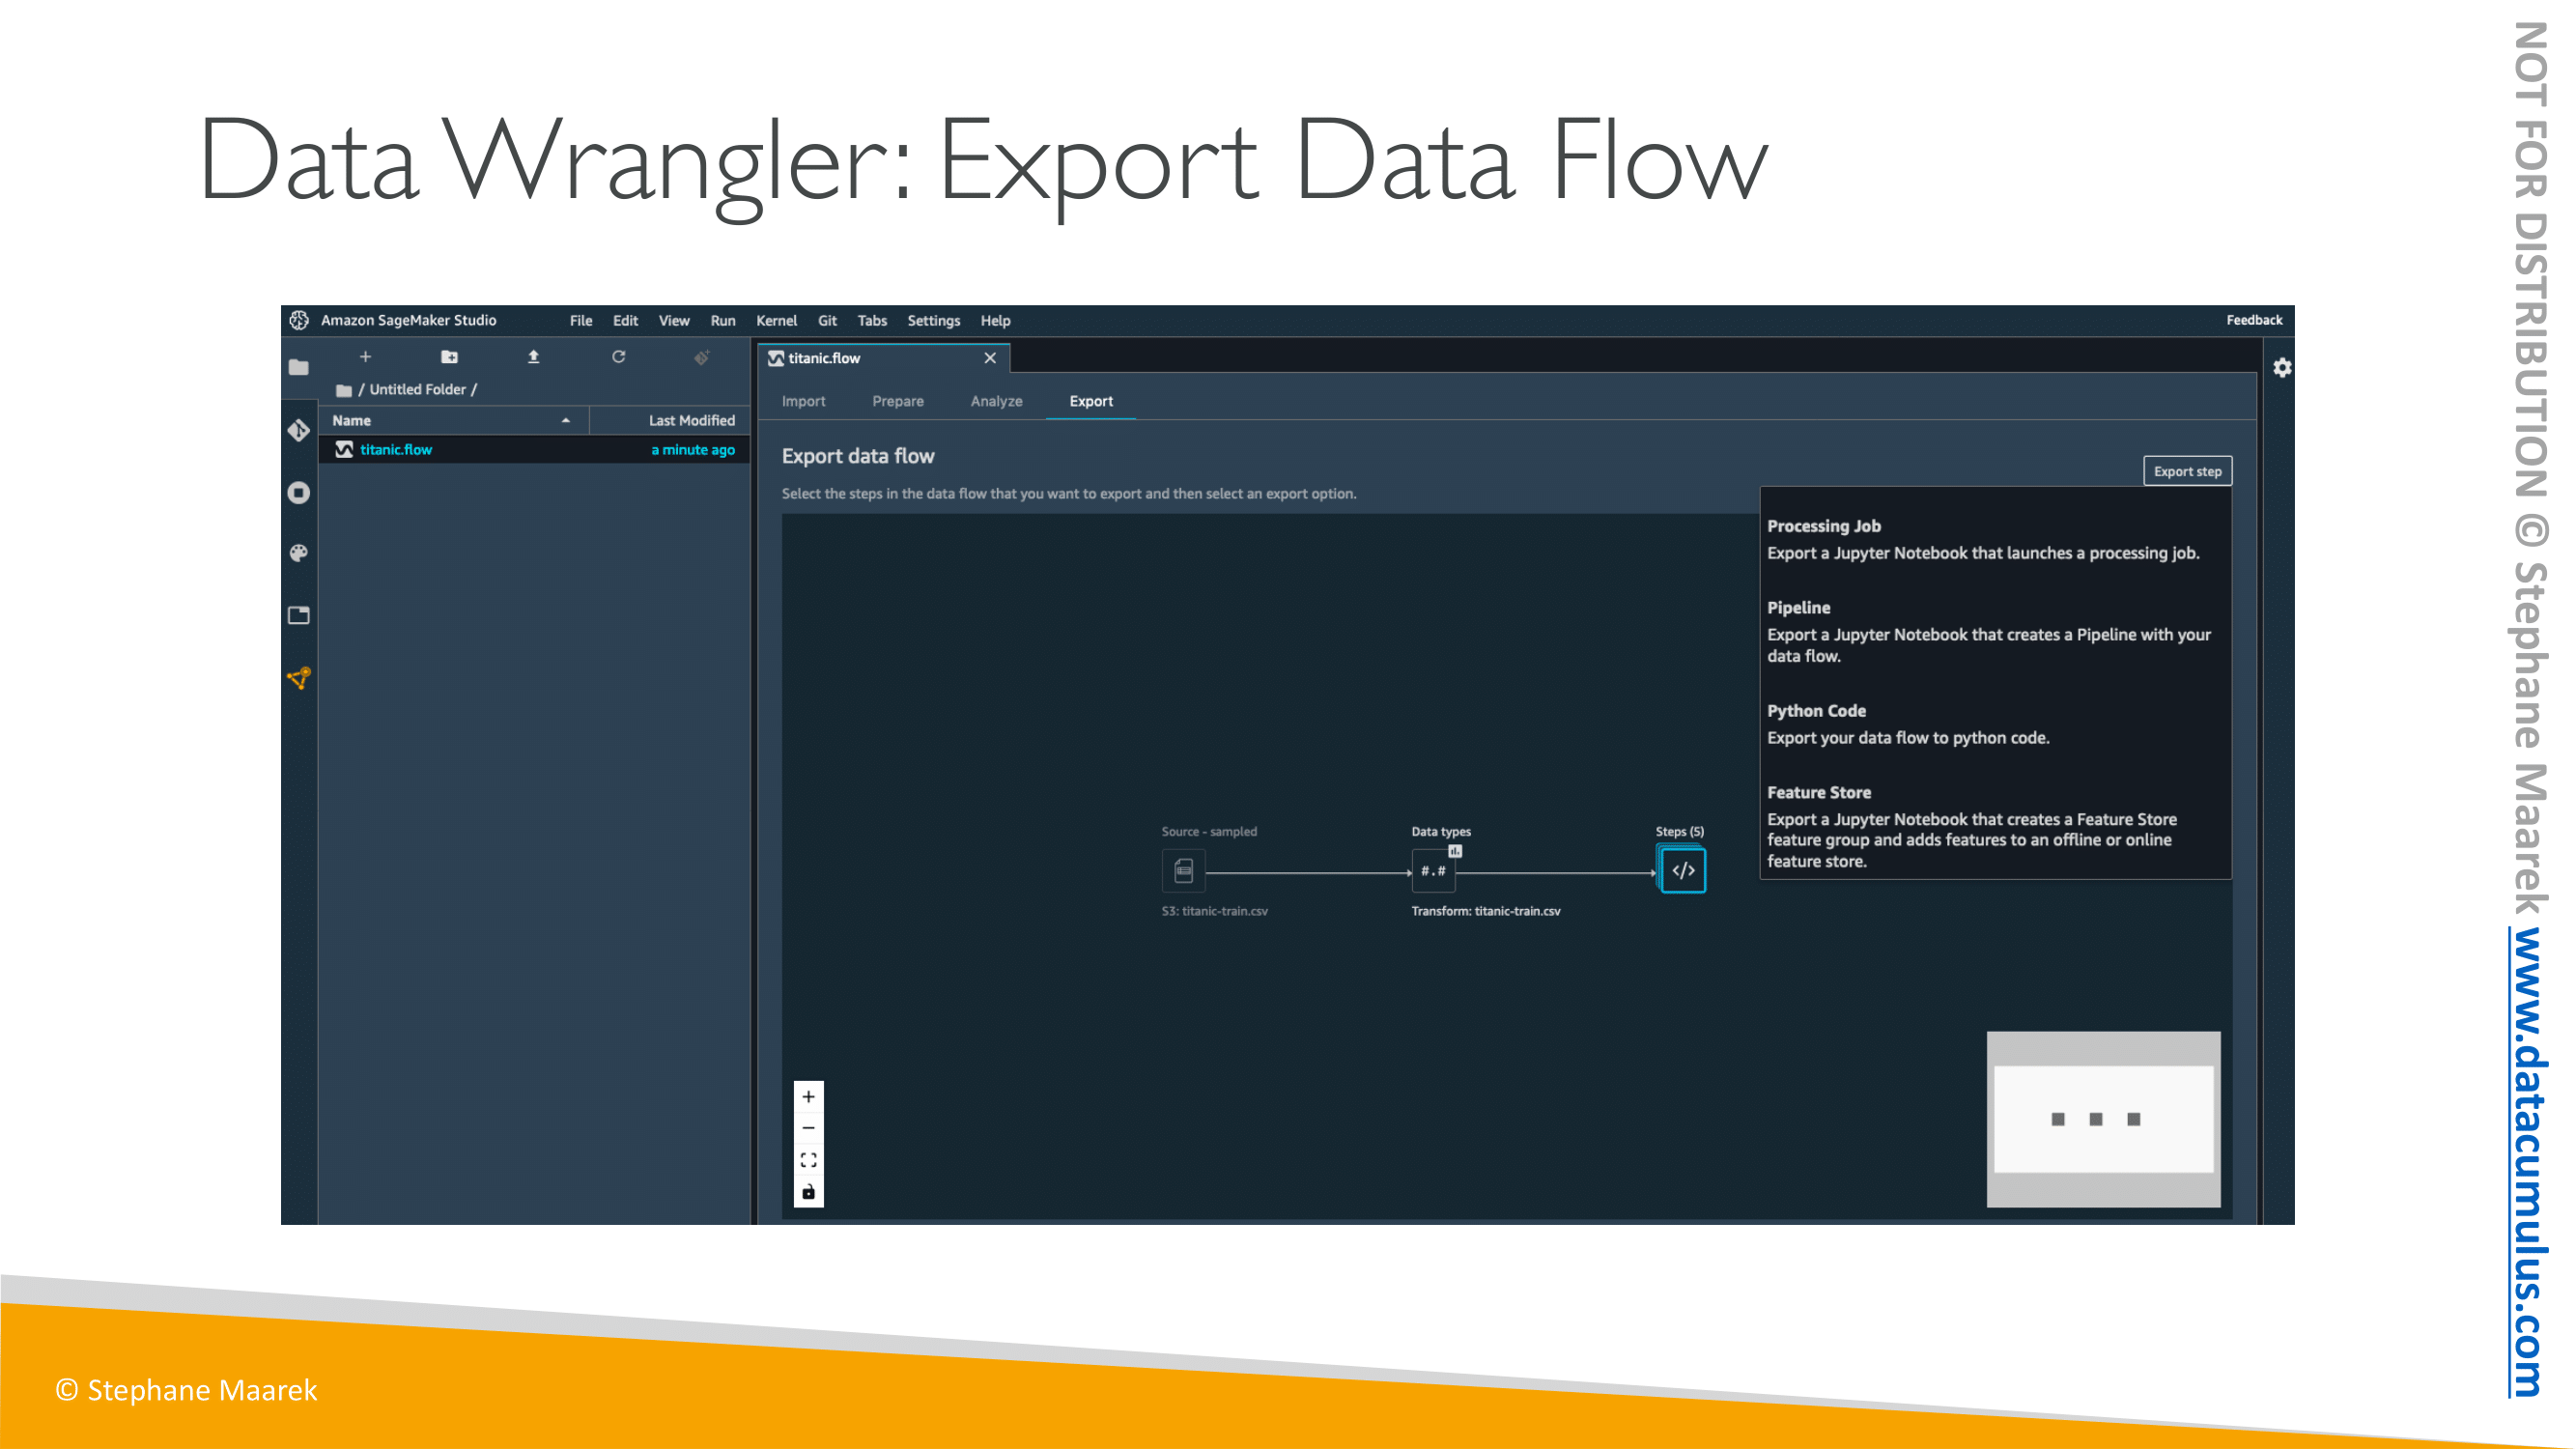 Data Wrangler: Export Data Flow
Amazon SageMaker Studio
File Edit View Run Kernel Git Tabs Settings Help
Feedback
/ Untitled Folder /
Name
Last Modified
titanic.flow
a minute ago
titanic.flow
Import Prepare Analyze Export
Export data flow
Select the steps in the data flow that you want to export and then select an export option.
Export step
Processing Job
Export a Jupyter Notebook that launches a processing job.
Pipeline
Export a Jupyter Notebook that creates a Pipeline with your
data flow.
Python Code
Export your data flow to python code.
Feature Store
Export a Jupyter Notebook that creates a Feature Store
feature group and adds features to an offline or online
feature store.
Source - sampled
S3: titanic-train.csv
Data types
#.#
Transform: titanic-train.csv
Steps (5)
</>
© Stephane Maarek
NOT FOR DISTRIBUTION © Stephane Maarek www.datacumulus.com